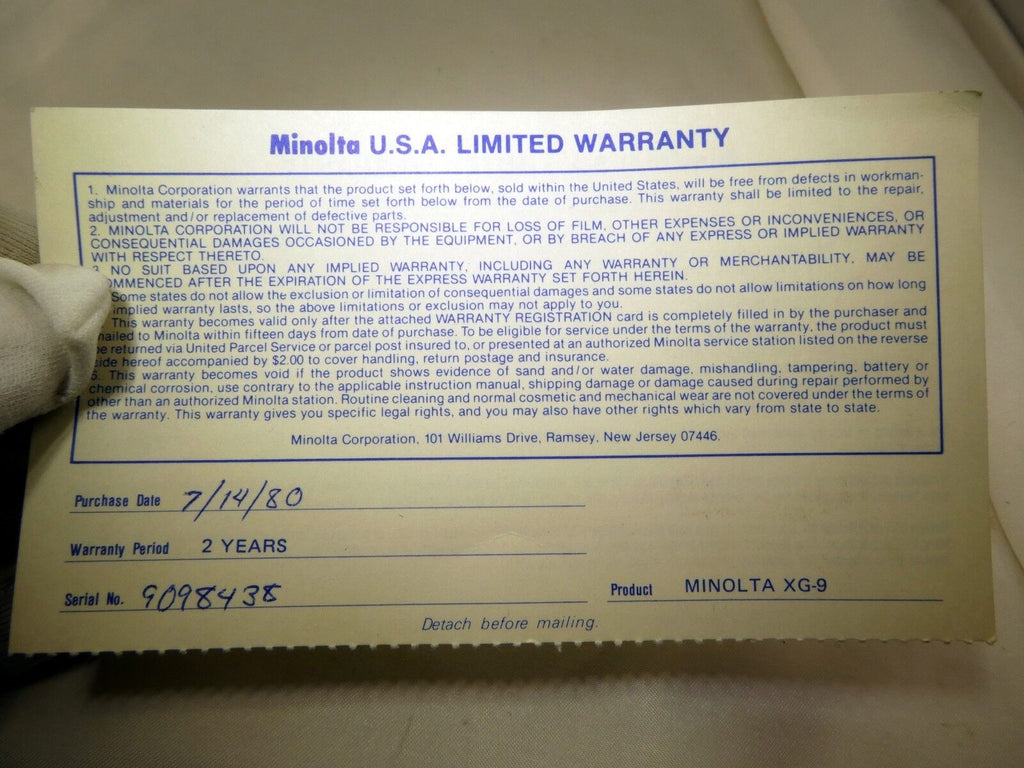 Minolta U.S.A. LIMITED WARRANTY
1. Minolta Corporation warrants that the product set forth below, sold within the United States, will be free from defects in workman-
ship and materials for the period of time set forth below from the date of purchase. This warranty shall be limited to the repair,
adjustment and/or replacement of defective parts.
2. MINOLTA CORPORATION WILL NOT BE RESPONSIBLE FOR LOSS OF FILM, OTHER EXPENSES OR INCONVENIENCES, OR
CONSEQUENTIAL DAMAGES OCCASIONED BY THE EQUIPMENT, OR BY BREACH OF ANY EXPRESS OR IMPLIED WARRANTY
WITH RESPECT THERETO.
3. NO SUIT BASED UPON ANY IMPLIED WARRANTY, INCLUDING ANY WARRANTY OR MERCHANTABILITY, MAY BE
OMMENCED AFTER THE EXPIRATION OF THE EXPRESS WARRANTY SET FORTH HEREIN.
Some states do not allow the exclusion or limitation of consequential damages and some states do not allow limitations on how long
implied warranty lasts, so the above limitations or exclusion may not apply to you.
This warranty becomes valid only after the attached WARRANTY REGISTRATION card is completely filled in by the purchaser and
mailed to Minolta within fifteen days from date of purchase. To be eligible for service under the terms of the warranty, the product must
be returned via United Parcel Service or parcel post insured to, or presented at an authorized Minolta service station listed on the reverse
side hereof accompanied by $2.00 to cover handling, return postage and insurance.
5. This warranty becomes void if the product shows evidence of sand and/or water damage, mishandling, tampering, battery or
chemical corrosion, use contrary to the applicable instruction manual, shipping damage or damage caused during repair performed by
other than an authorized Minolta station. Routine cleaning and normal cosmetic and mechanical wear are not covered under the terms of
the warranty. This warranty gives you specific legal rights, and you may also have other rights which vary from state to state.
Minolta Corporation, 101 Williams Drive, Ramsey, New Jersey 07446.
Purchase Date 7/14/80
Warranty Period 2 YEARS
Serial No. 9098438 Product MINOLTA XG-9
Detach before mailing.